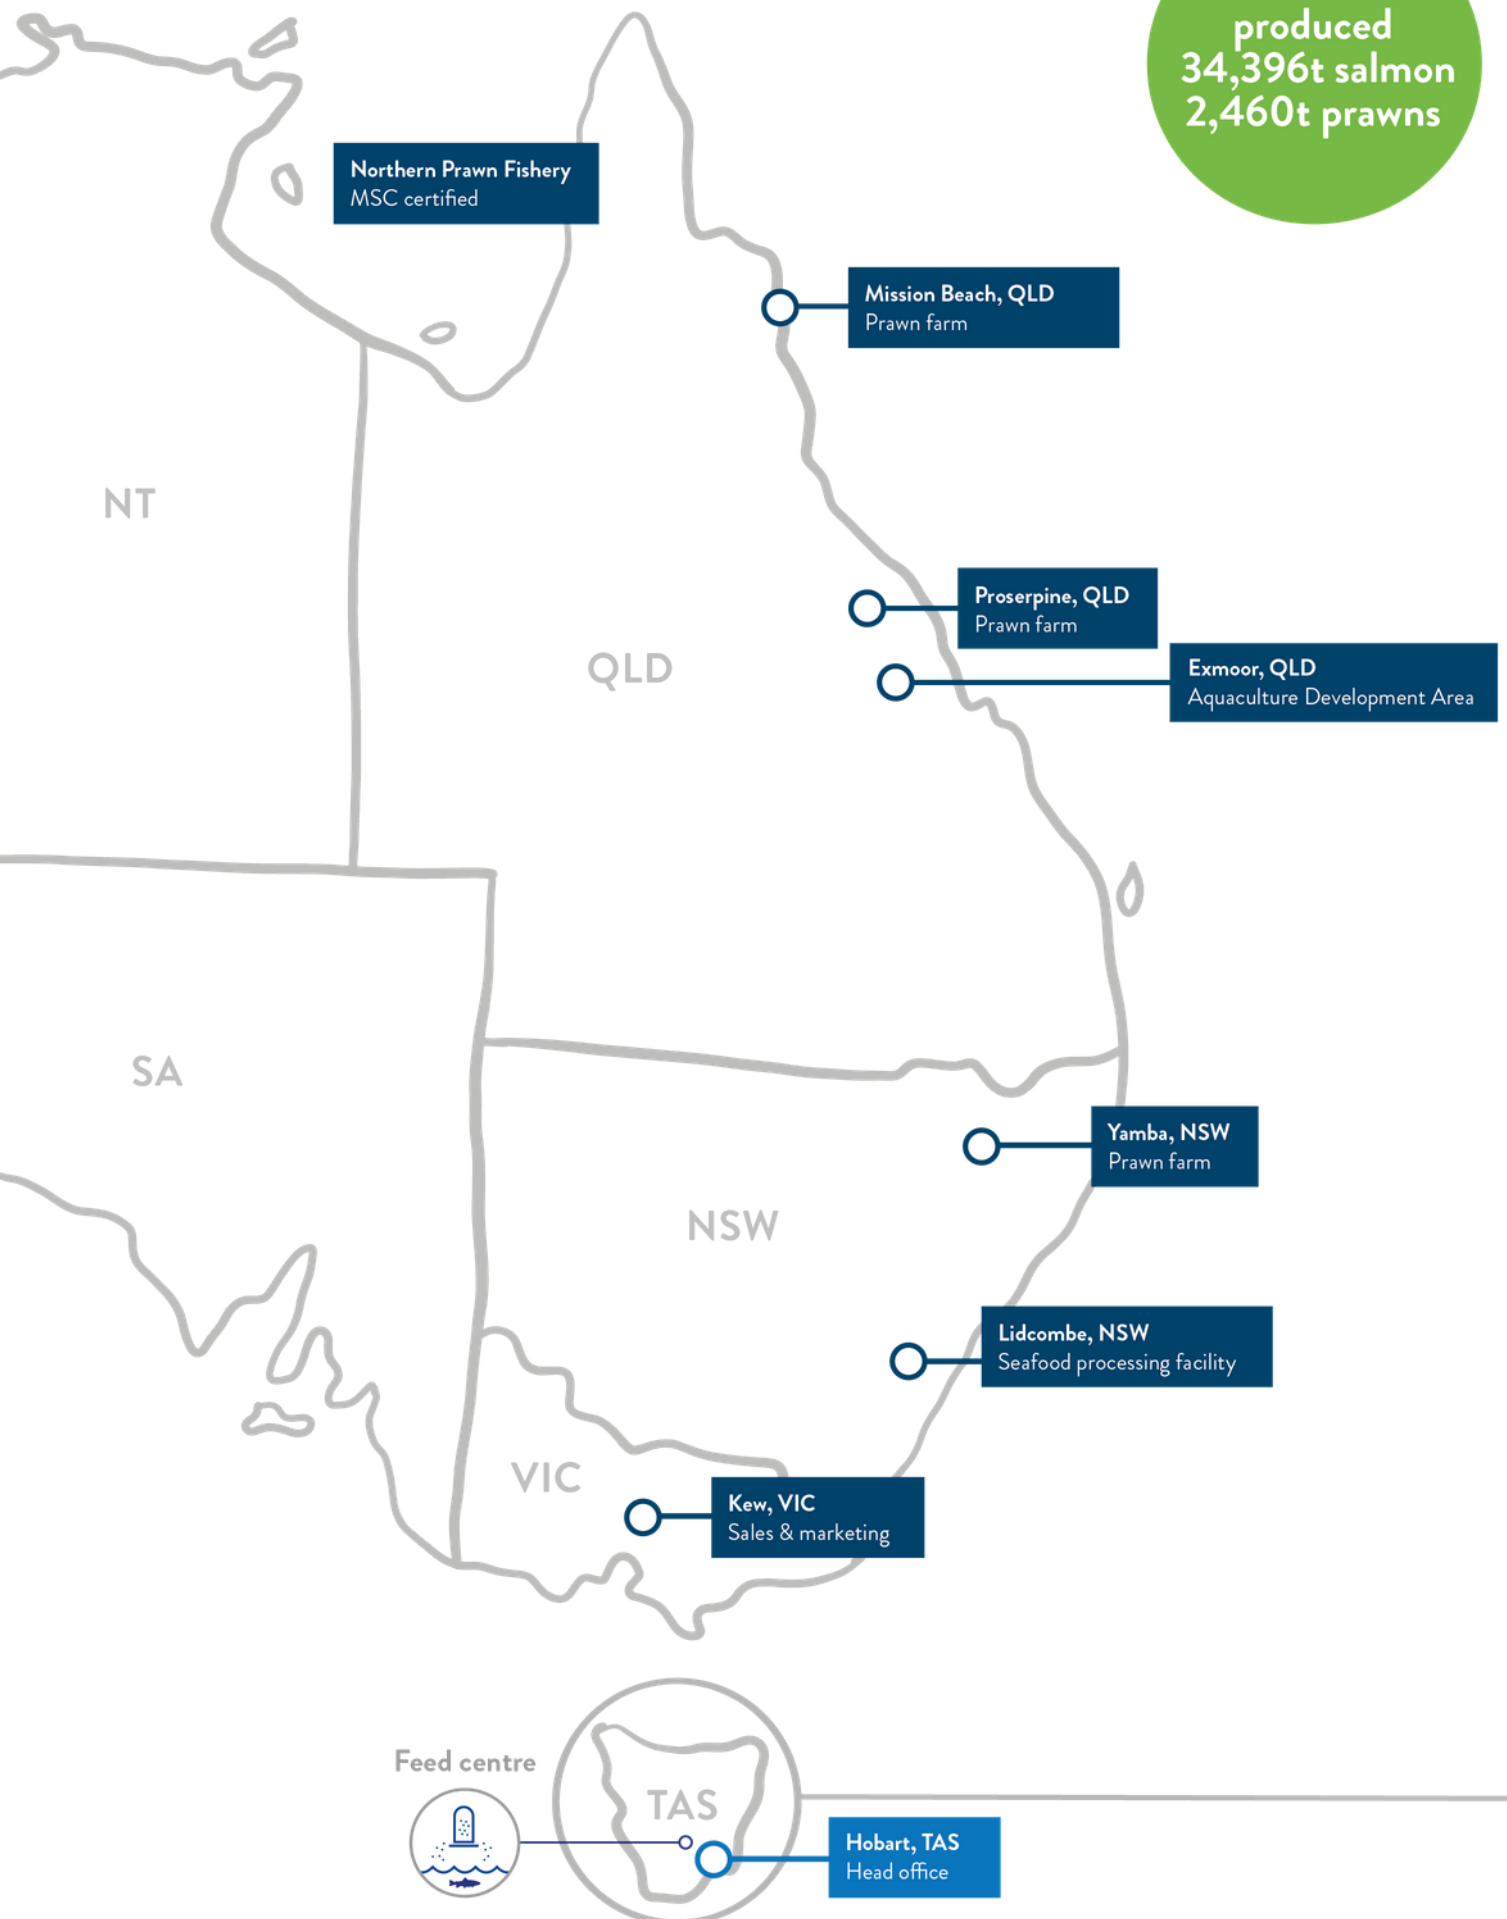 produced
34,396t salmon
2,460t prawns
Northern Prawn Fishery
MSC certified
Mission Beach, QLD
Prawn farm
NT
Proserpine, QLD
Prawn farm
QLD
Exmoor, QLD
Aquaculture Development Area
SA
Yamba, NSW
Prawn farm
NSW
Lidcombe, NSW
Seafood processing facility
VIC
Kew, VIC
Sales & marketing
Feed centre
TAS
Hobart, TAS
Head office